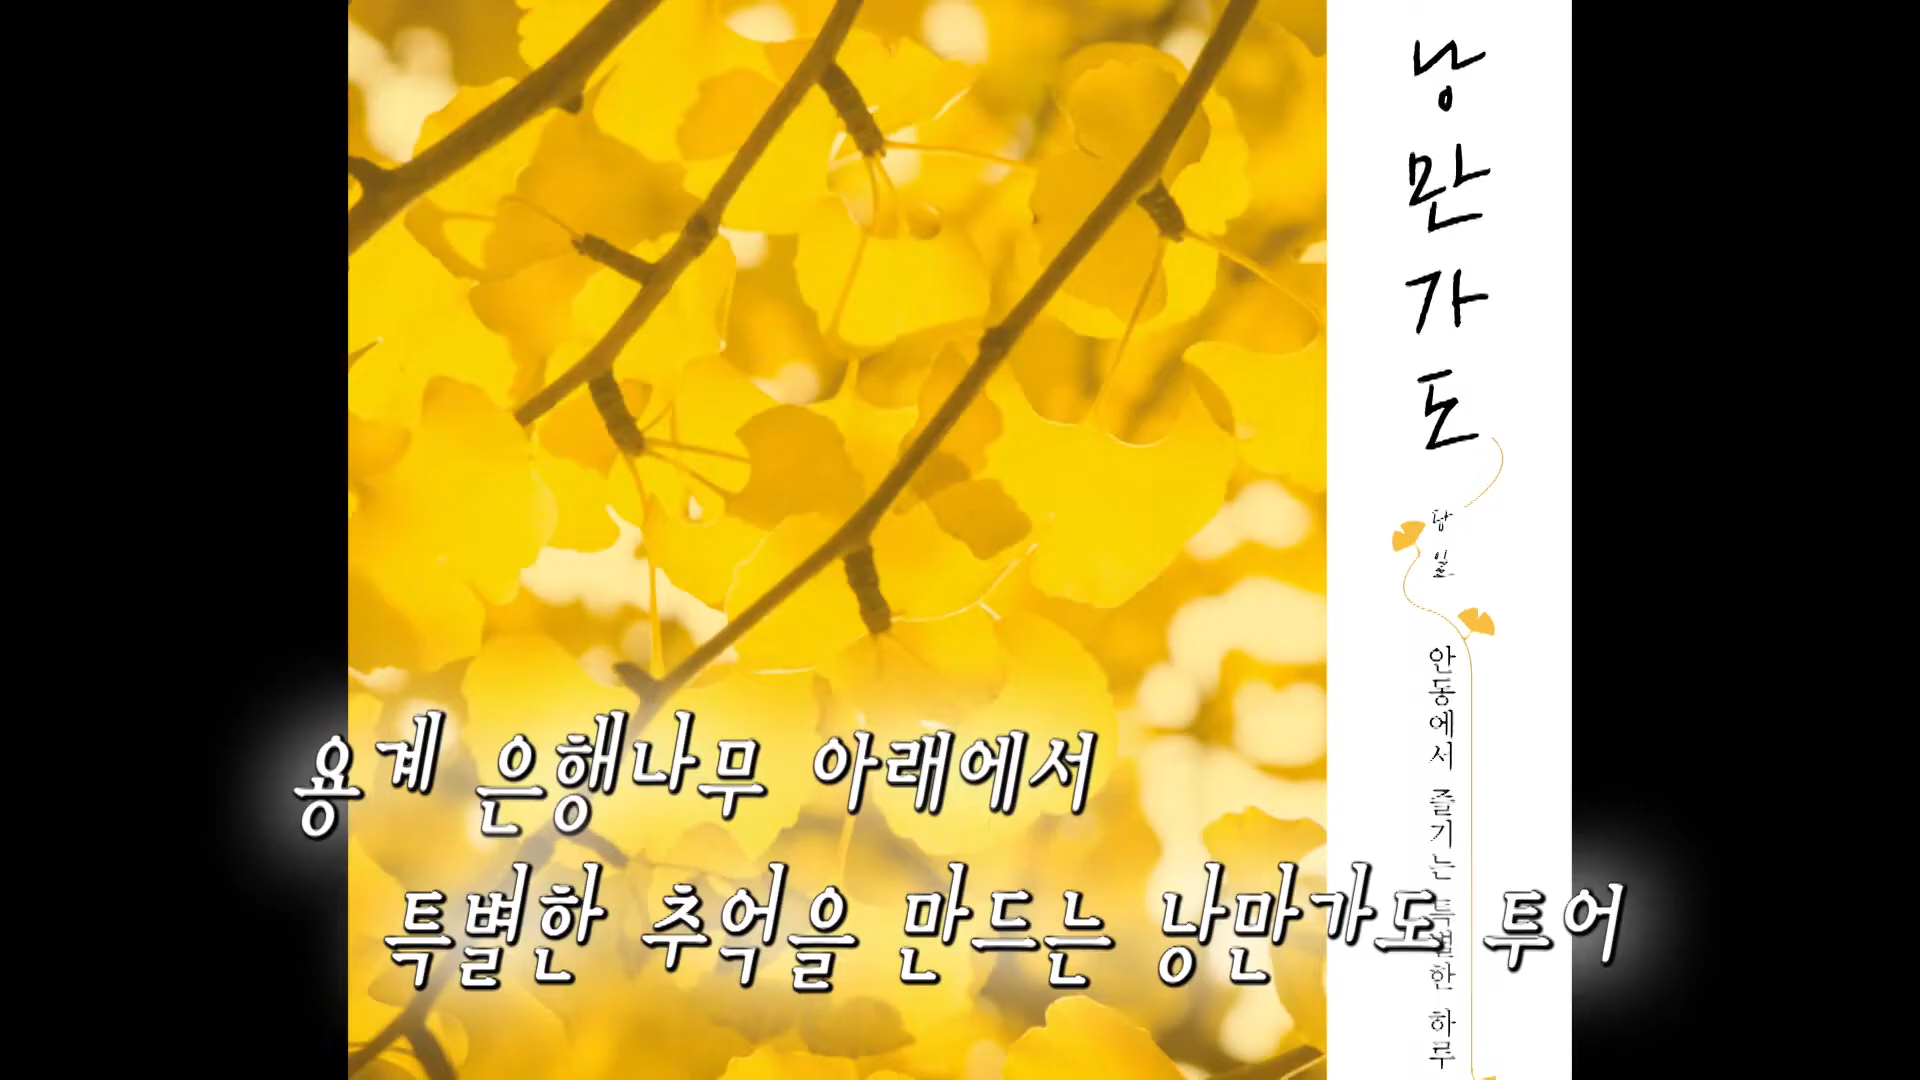 낭만가도
당일
안동에서 즐기는 특별한 하루
용계 은행나무 아래에서
특별한 추억을 만드는 낭만가도 투어